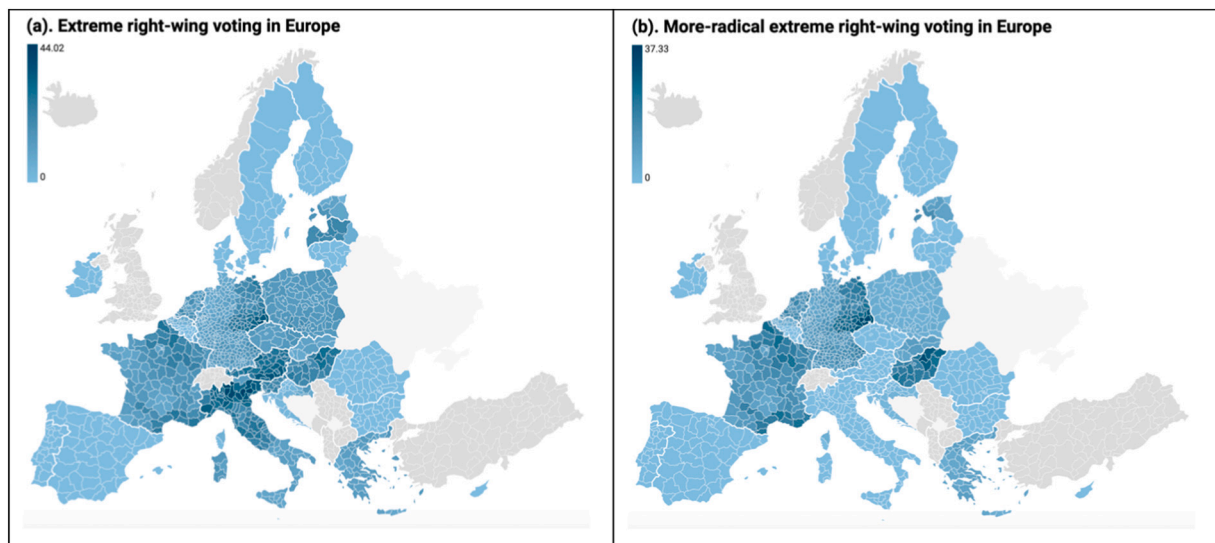 (a). Extreme right-wing voting in Europe
44.02
0
(b). More-radical extreme right-wing voting in Europe
37.33
0